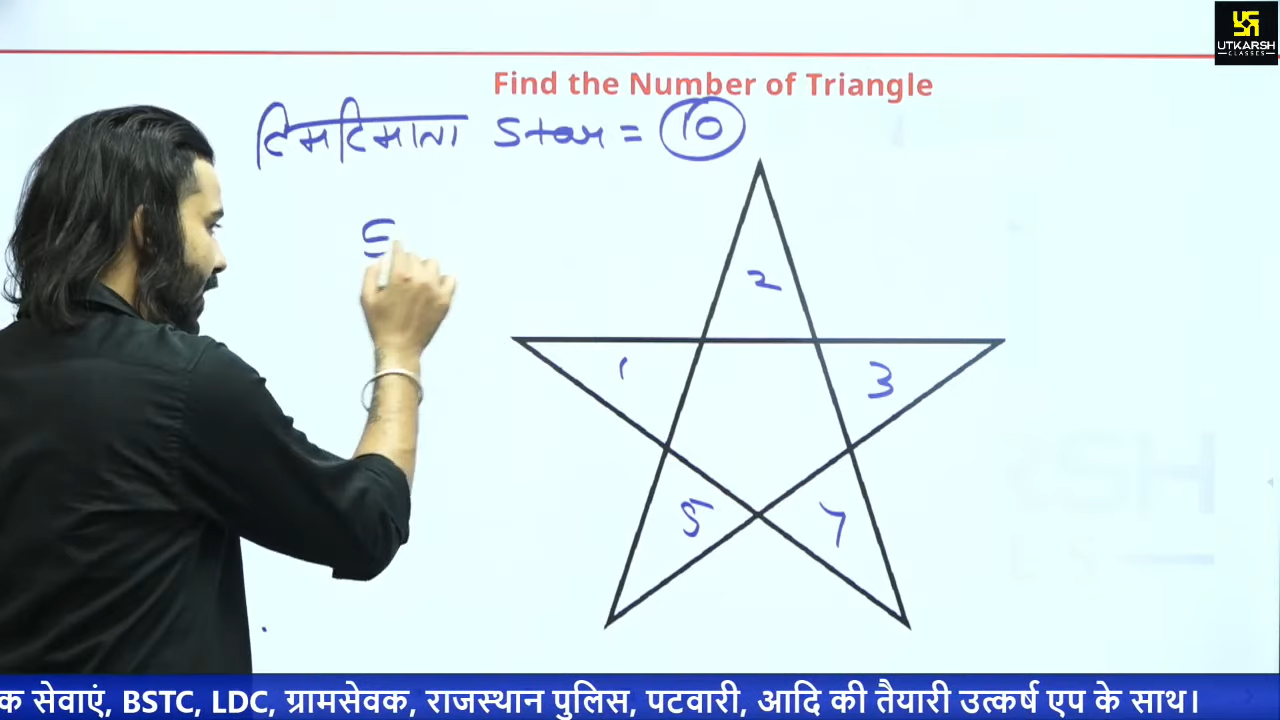 UTKARSH
CLASSES
Find the Number of Triangle
टिमटिमाता Star = 10
5
2
1
3
5
4
क सेवाएं, BSTC, LDC, ग्रामसेवक, राजस्थान पुलिस, पटवारी, आदि की तैयारी उत्कर्ष एप के साथ।